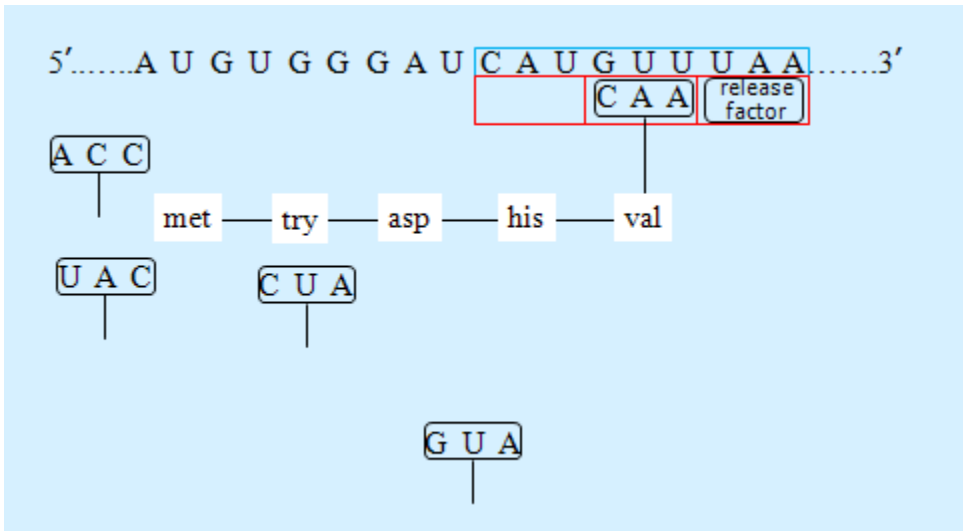 5′.......A U G U G G G A U C A U G U U U A A.......3′
C A A
release
factor
A C C
met
try
asp
his
val
U A C
C U A
G U A